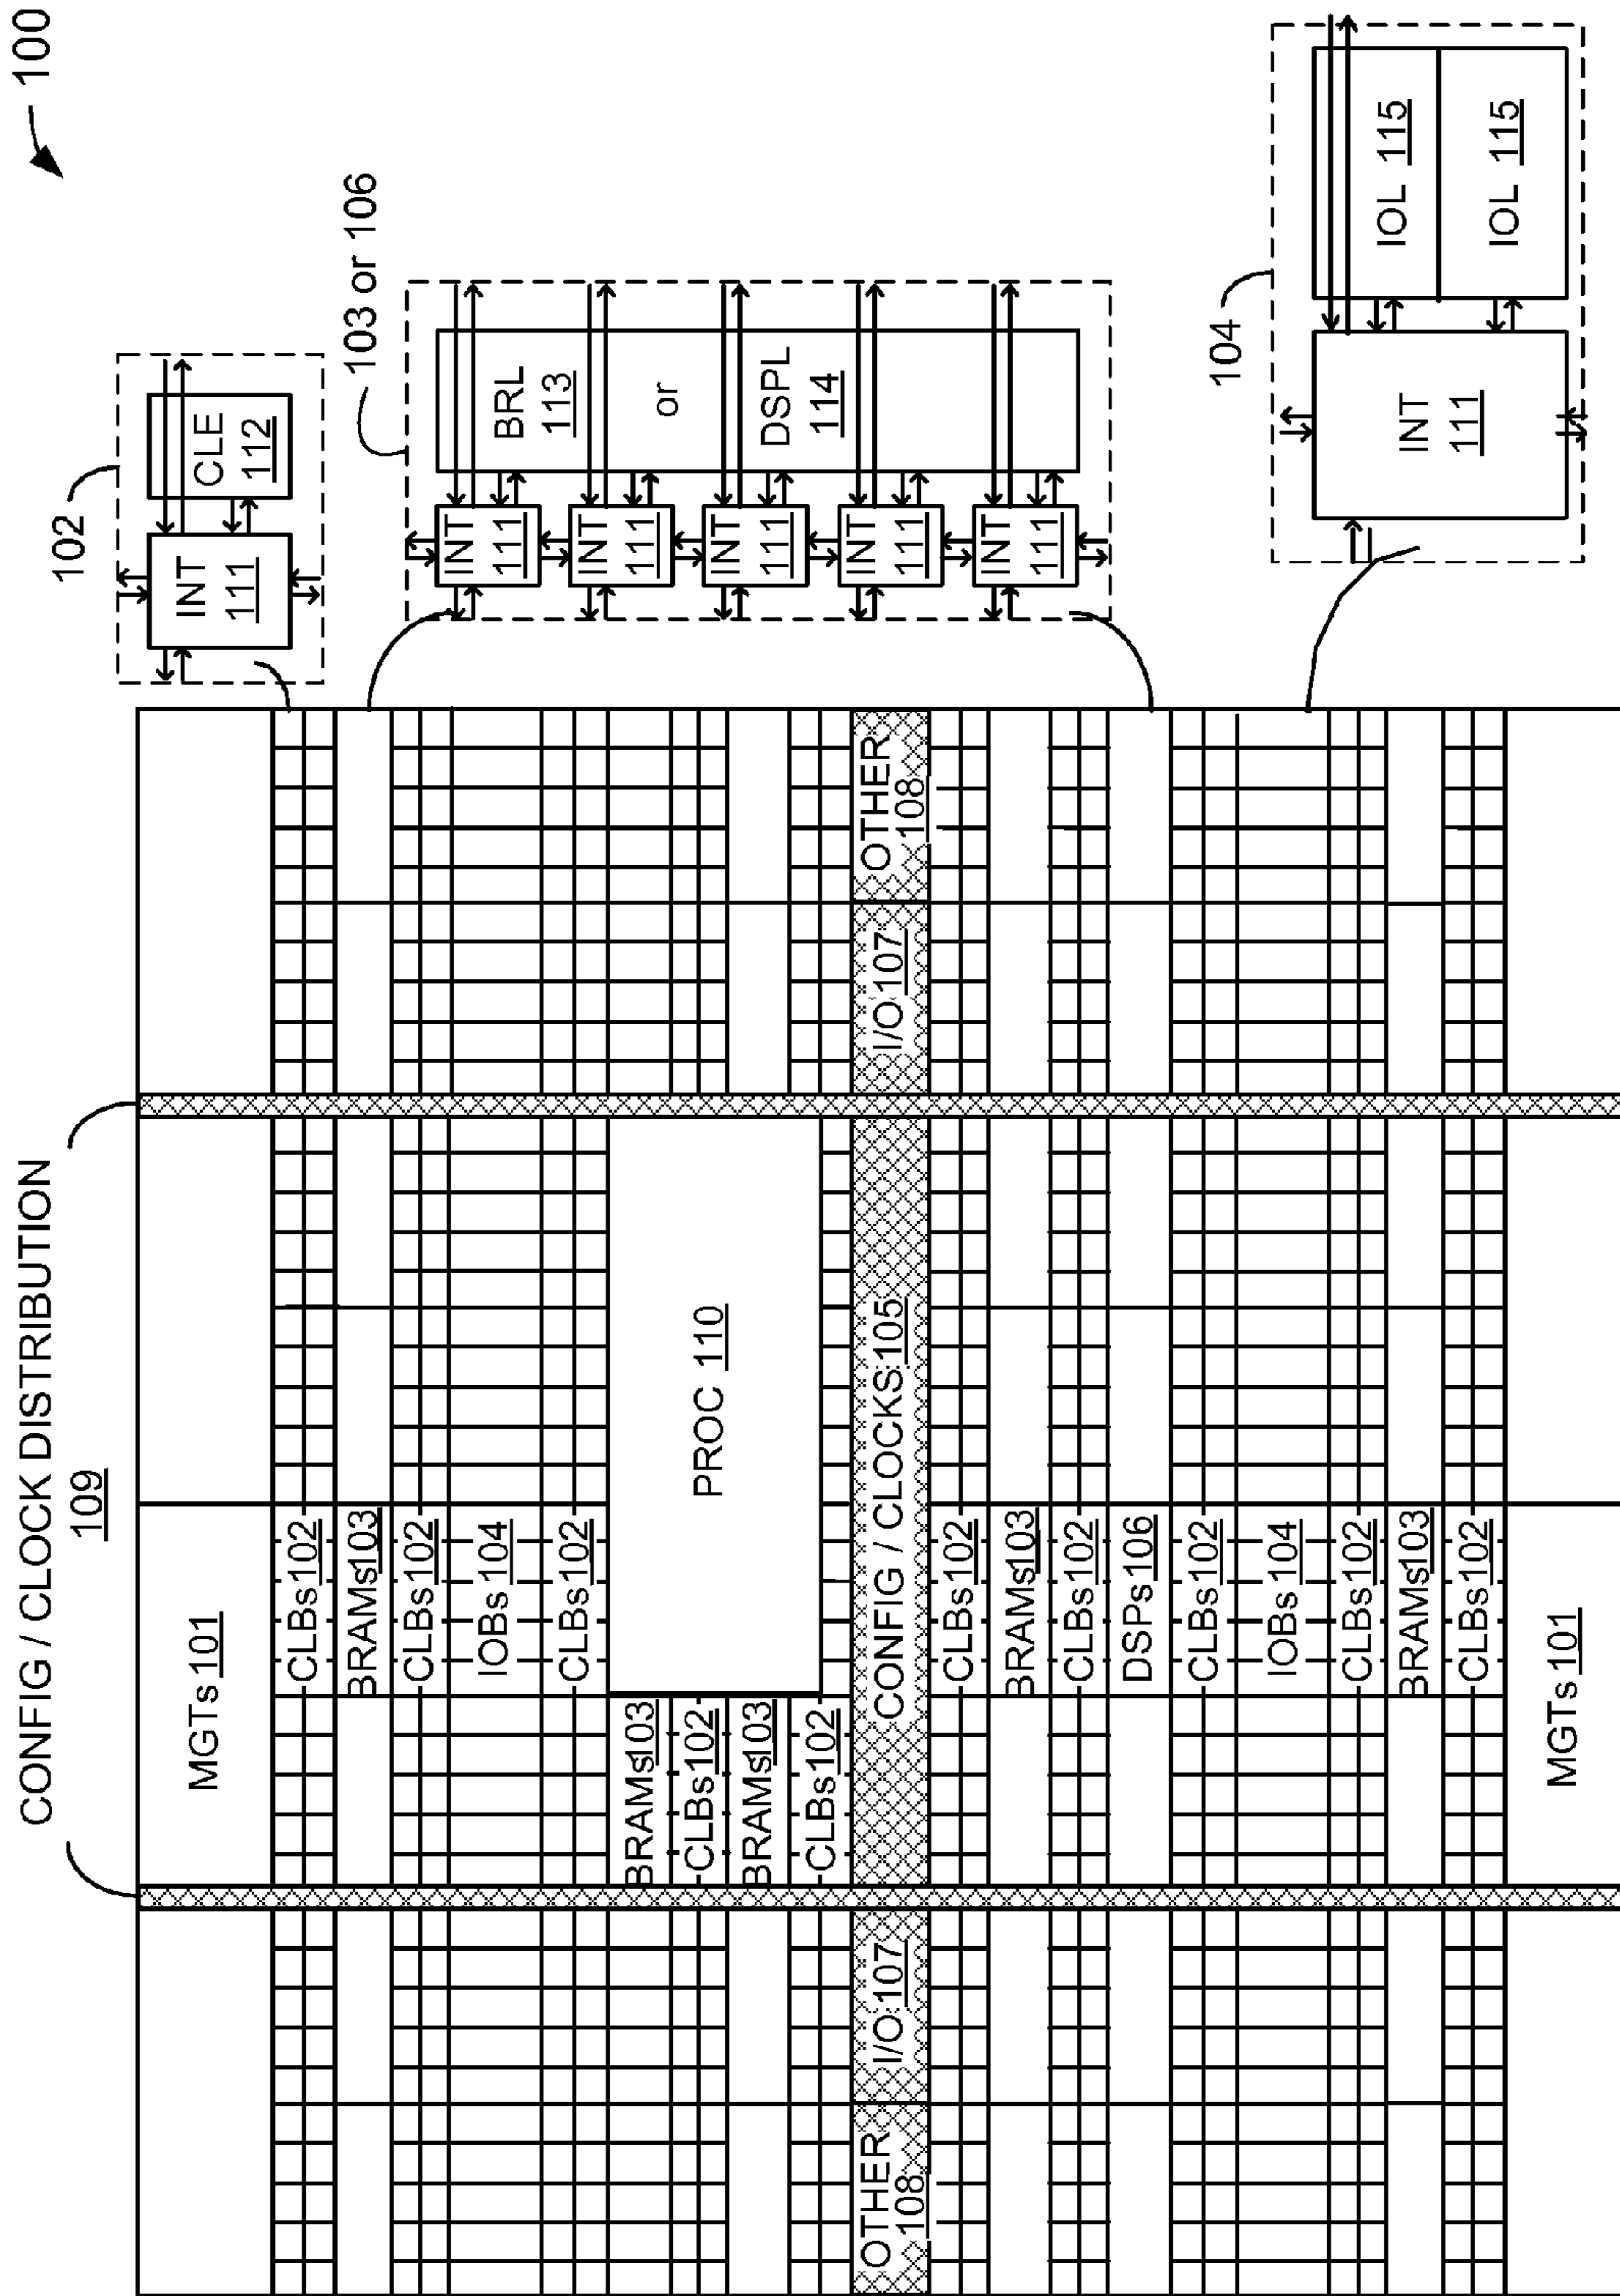 100
CONFIG / CLOCK DISTRIBUTION
109
MGTs 101
CLBs 102
BRAMs 103
CLBs 102
IOBs 104
CLBs 102
BRAMs 103
CLBs 102
BRAMs 103
CLBs 102
PROC 110
OTHER
108
I/O 107
CONFIG / CLOCKS 105
I/O 107
OTHER
108
CLBs 102
BRAMs 103
CLBs 102
DSPs 106
CLBs 102
IOBs 104
CLBs 102
BRAMs 103
CLBs 102
MGTs 101
102
INT
111
CLE
112
103 or 106
INT
111
INT
111
INT
111
INT
111
INT
111
BRL
113
or
DSPL
114
104
INT
111
IOL 115
IOL 115